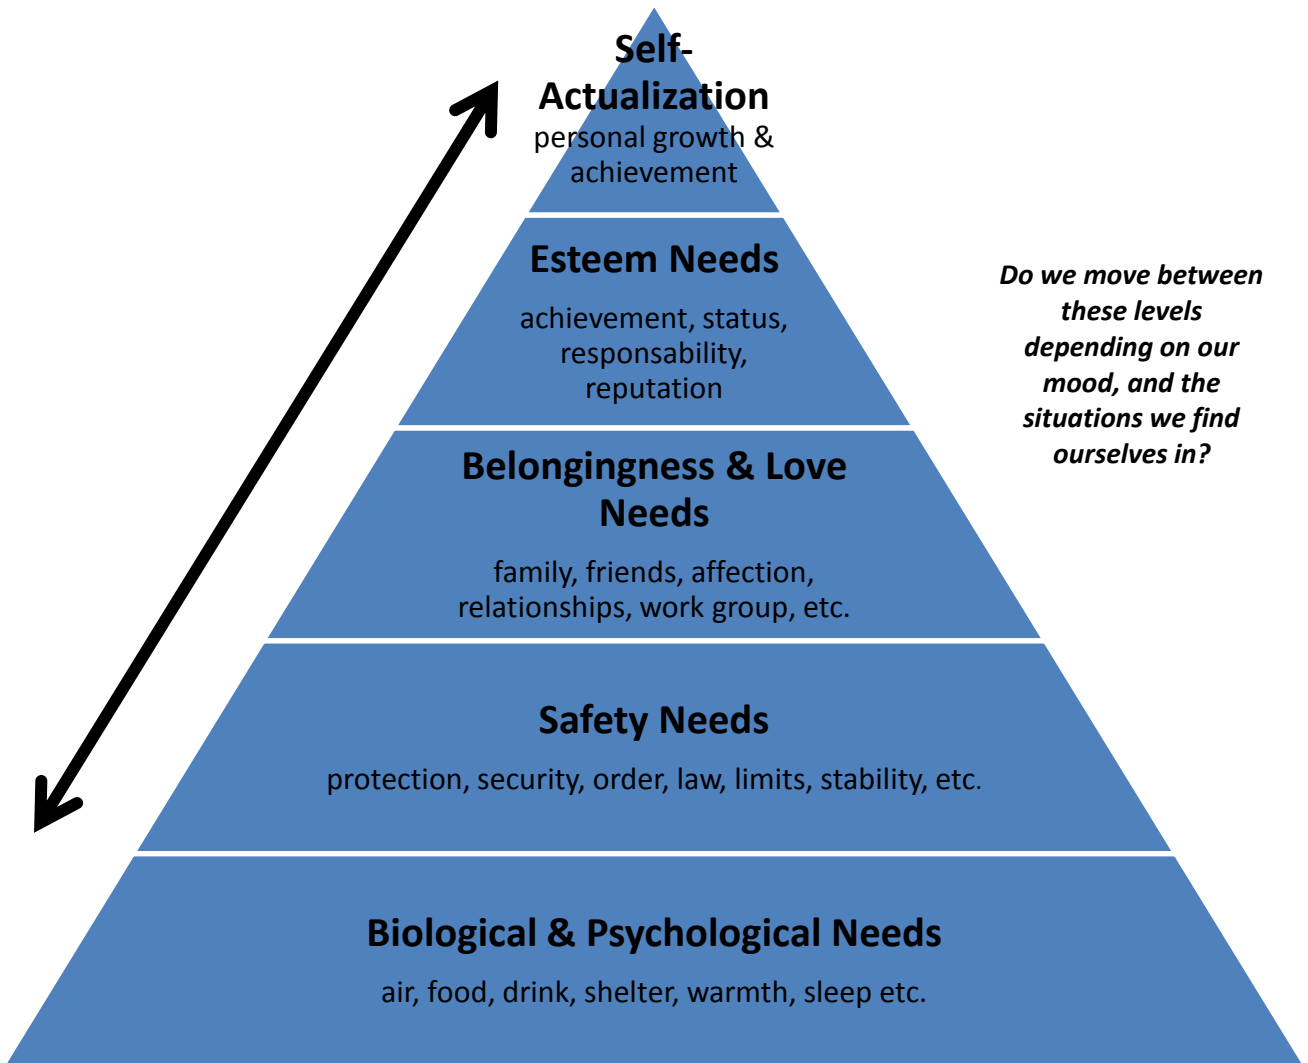 Self-
Actualization
personal growth &
achievement
Esteem Needs
achievement, status,
responsability,
reputation
Do we move between
these levels
depending on our
mood, and the
situations we find
ourselves in?
Belongingness & Love
Needs
family, friends, affection,
relationships, work group, etc.
Safety Needs
protection, security, order, law, limits, stability, etc.
Biological & Psychological Needs
air, food, drink, shelter, warmth, sleep etc.